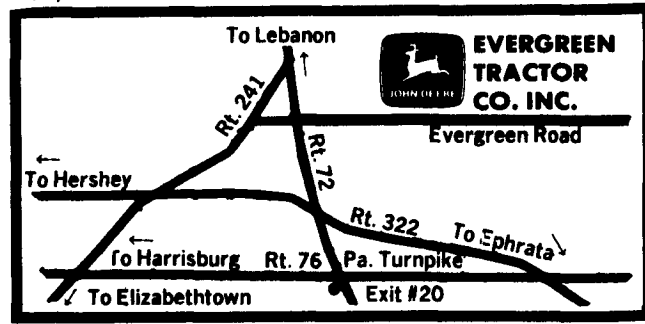 To Lebanon
EVERGREEN
TRACTOR
CO. INC.
JOHN DEERE
Rt. 241
Evergreen Road
Rt. 72
To Hershey
Rt. 322
To Ephrata
To Harrisburg
Rt. 76
Pa. Turnpike
To Elizabethtown
Exit #20